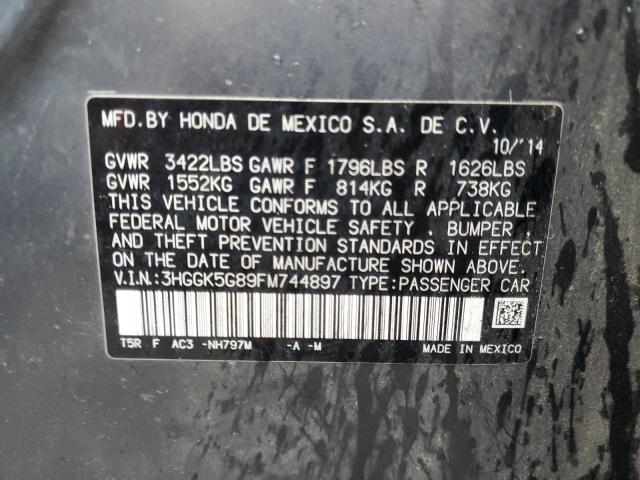 MFD.BY HONDA DE MEXICO S.A. DE C.V.
10/'14
GVWR 3422LBS GAWR F 1796LBS R 1626LBS
GVWR 1552KG GAWR F 814KG R 738KG
THIS VEHICLE CONFORMS TO ALL APPLICABLE
FEDERAL MOTOR VEHICLE SAFETY , BUMPER ,
AND THEFT PREVENTION STANDARDS IN EFFECT
ON THE DATE OF MANUFACTURE SHOWN ABOVE.
V.I.N.:3HGGK5G89FM744897 TYPE:PASSENGER CAR
T5R F AC3 -NH797M -A -M MADE IN MEXICO